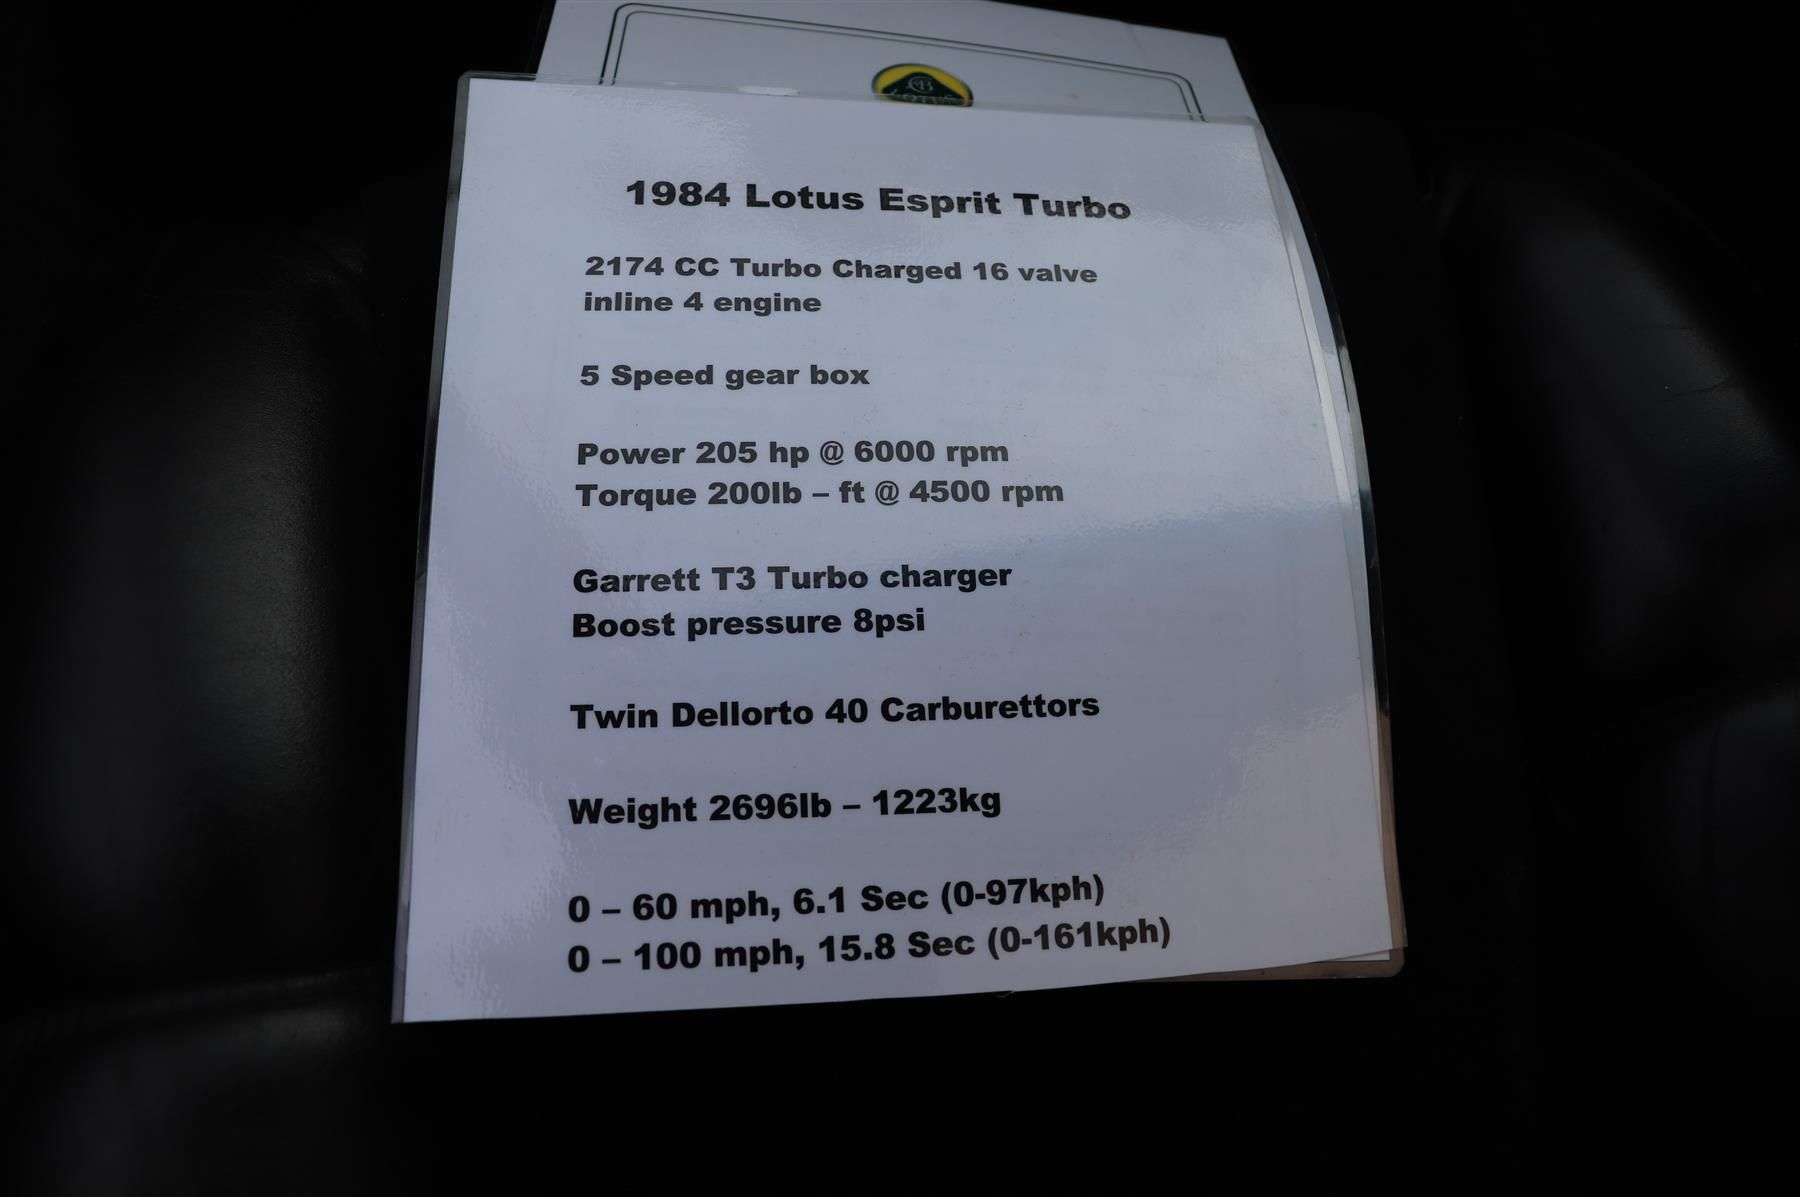 LOTUS
1984 Lotus Esprit Turbo
2174 CC Turbo Charged 16 valve
inline 4 engine
5 Speed gear box
Power 205 hp @ 6000 rpm
Torque 200lb – ft @ 4500 rpm
Garrett T3 Turbo charger
Boost pressure 8psi
Twin Dellorto 40 Carburettors
Weight 2696lb – 1223kg
0 – 60 mph, 6.1 Sec (0-97kph)
0 – 100 mph, 15.8 Sec (0-161kph)